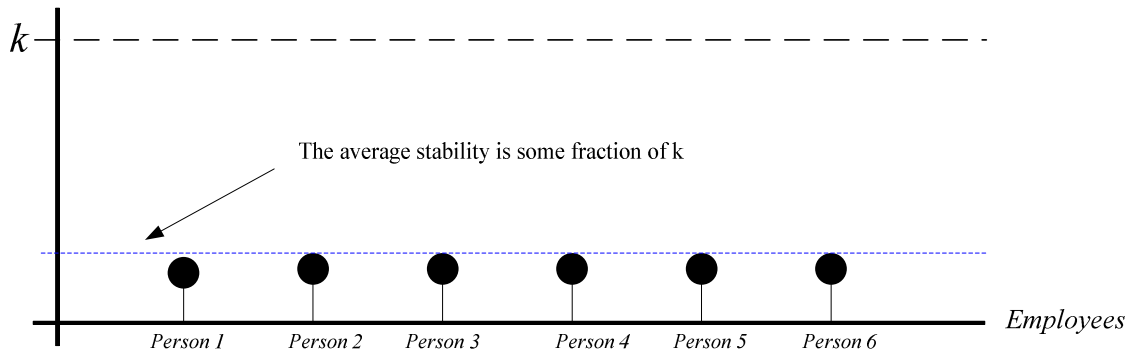 k
The average stability is some fraction of k
Employees
Person 1 Person 2 Person 3 Person 4 Person 5 Person 6